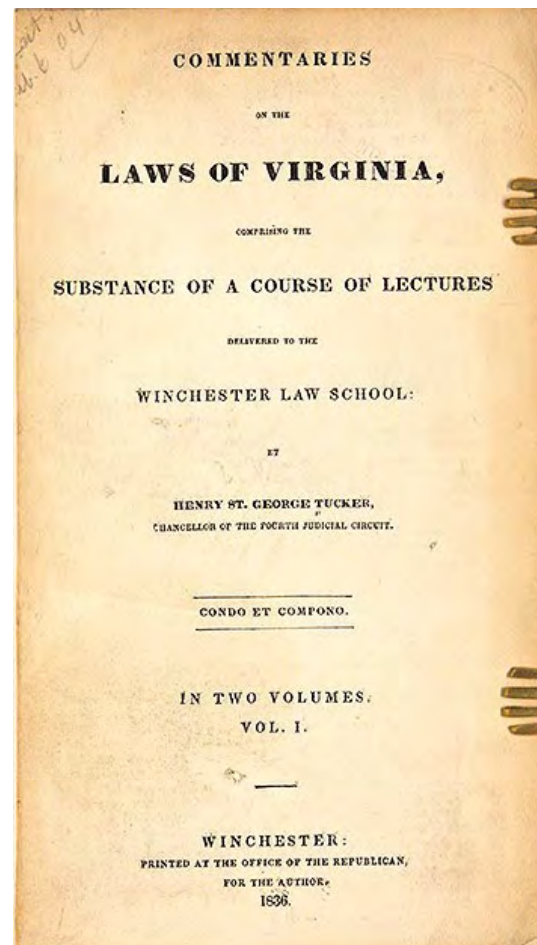 COMMENTARIES
ON THE
LAWS OF VIRGINIA,
COMPRISING THE
SUBSTANCE OF A COURSE OF LECTURES
DELIVERED TO THE
WINCHESTER LAW SCHOOL:
BY
HENRY ST. GEORGE TUCKER,
CHANCELLOR OF THE FOURTH JUDICIAL CIRCUIT.
CONDO ET COMPONO.
IN TWO VOLUMES.
VOL. I.
WINCHESTER:
PRINTED AT THE OFFICE OF THE REPUBLICAN,
FOR THE AUTHOR.
1836.